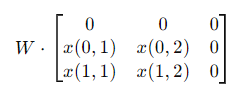 W · [ 0 0 0
x(0,1) x(0,2) 0
x(1,1) x(1,2) 0 ]